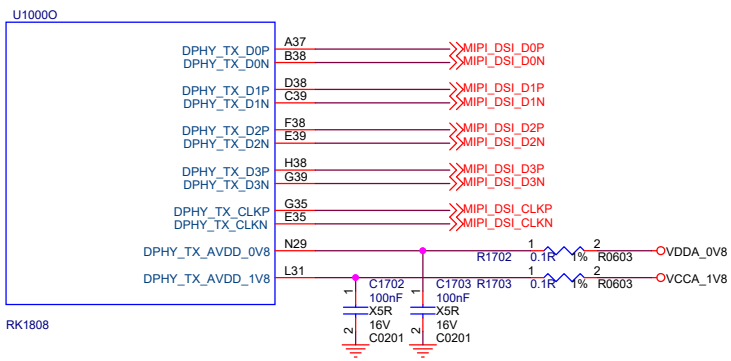 U1000O
DPHY_TX_D0P A37 MIPI_DSI_D0P
DPHY_TX_D0N B38 MIPI_DSI_D0N
DPHY_TX_D1P D38 MIPI_DSI_D1P
DPHY_TX_D1N C39 MIPI_DSI_D1N
DPHY_TX_D2P F38 MIPI_DSI_D2P
DPHY_TX_D2N E39 MIPI_DSI_D2N
DPHY_TX_D3P H38 MIPI_DSI_D3P
DPHY_TX_D3N G39 MIPI_DSI_D3N
DPHY_TX_CLKP G35 MIPI_DSI_CLKP
DPHY_TX_CLKN E35 MIPI_DSI_CLKN
DPHY_TX_AVDD_0V8 N29 1 2 VDDA_0V8
R1702 0.1R 1% R0603
DPHY_TX_AVDD_1V8 L31 1 2 VCCA_1V8
C1702 C1703 R1703 0.1R 1% R0603
1 100nF 1 100nF
X5R X5R
2 16V 2 16V
C0201 C0201
RK1808